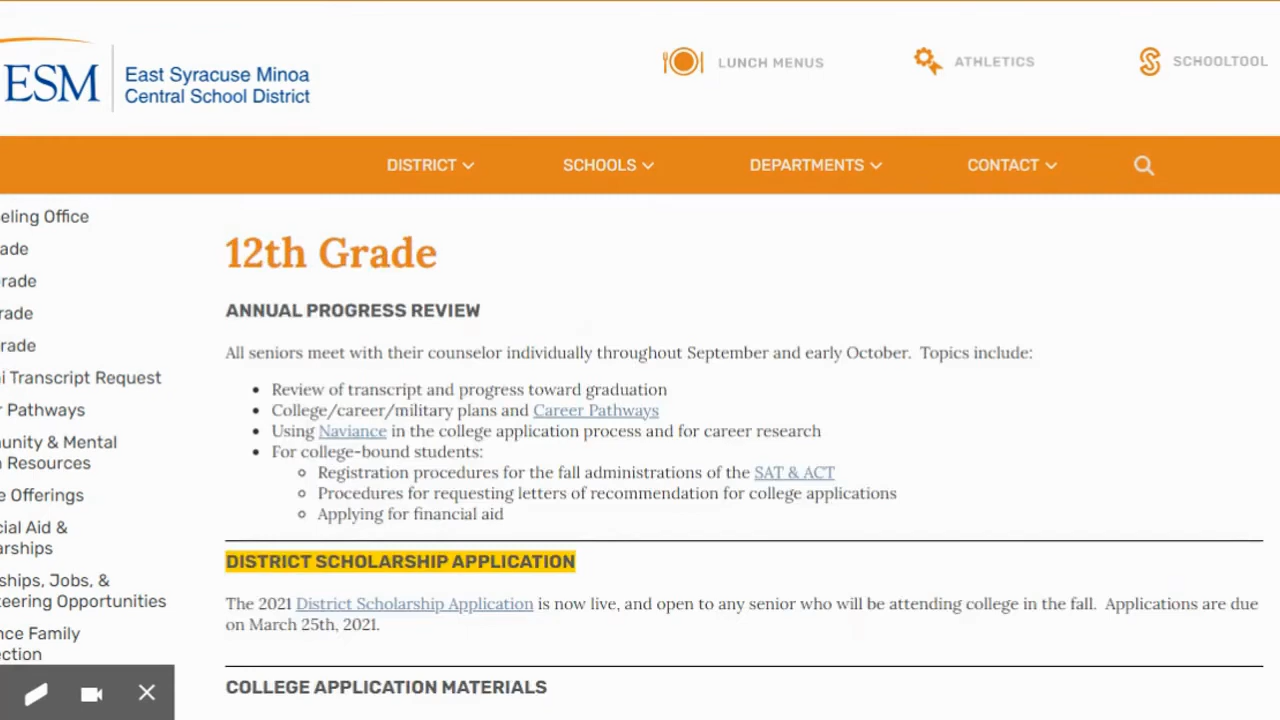 ESM
East Syracuse Minoa
Central School District
LUNCH MENUS
ATHLETICS
SCHOOLTOOL
DISTRICT
SCHOOLS
DEPARTMENTS
CONTACT
eling Office
ade
rade
rade
rade
i Transcript Request
r Pathways
unity & Mental
Resources
e Offerings
cial Aid &
arships
ships, Jobs, &
teering Opportunities
nce Family
ection
12th Grade
ANNUAL PROGRESS REVIEW
All seniors meet with their counselor individually throughout September and early October. Topics include:
• Review of transcript and progress toward graduation
• College/career/military plans and Career Pathways
• Using Naviance in the college application process and for career research
• For college-bound students:
○ Registration procedures for the fall administrations of the SAT & ACT
○ Procedures for requesting letters of recommendation for college applications
○ Applying for financial aid
DISTRICT SCHOLARSHIP APPLICATION
The 2021 District Scholarship Application is now live, and open to any senior who will be attending college in the fall. Applications are due
on March 25th, 2021.
COLLEGE APPLICATION MATERIALS